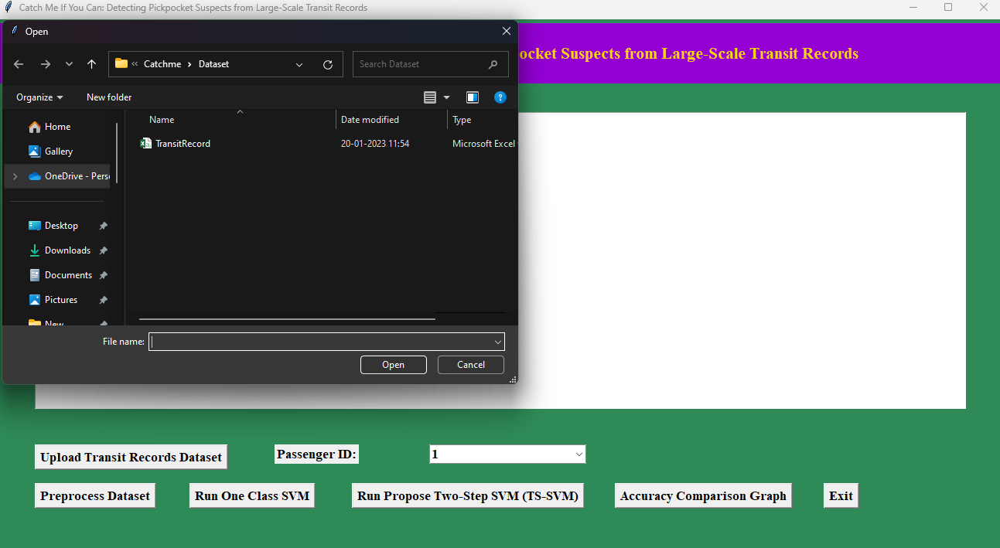 Catch Me If You Can: Detecting Pickpocket Suspects from Large-Scale Transit Records
ocket Suspects from Large-Scale Transit Records
Open
« Catchme › Dataset
Search Dataset
Organize
New folder
?
Name
Date modified
Type
Home
TransitRecord
20-01-2023 11:54
Microsoft Excel
Gallery
OneDrive - Perso
Desktop
Downloads
Documents
Pictures
New
File name:
Open
Cancel
Upload Transit Records Dataset
Passenger ID:
1
Preprocess Dataset
Run One Class SVM
Run Propose Two-Step SVM (TS-SVM)
Accuracy Comparison Graph
Exit